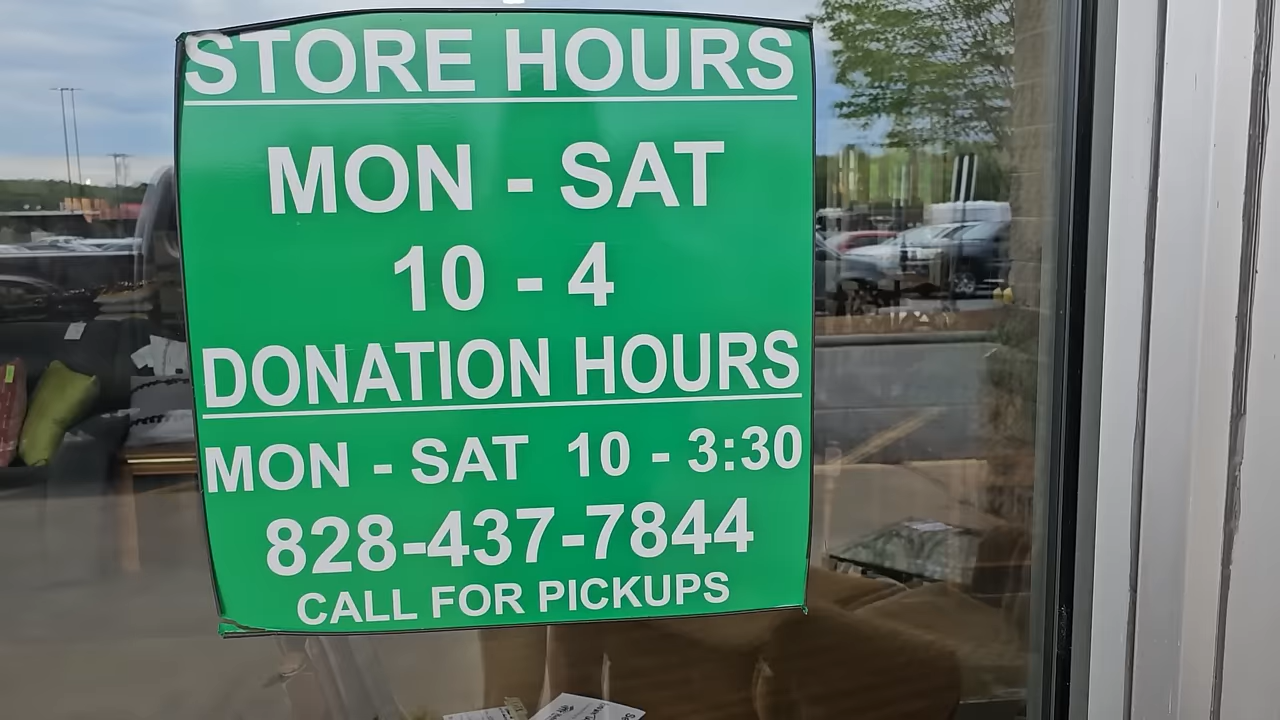 STORE HOURS
MON - SAT
10 - 4
DONATION HOURS
MON - SAT 10 - 3:30
828-437-7844
CALL FOR PICKUPS